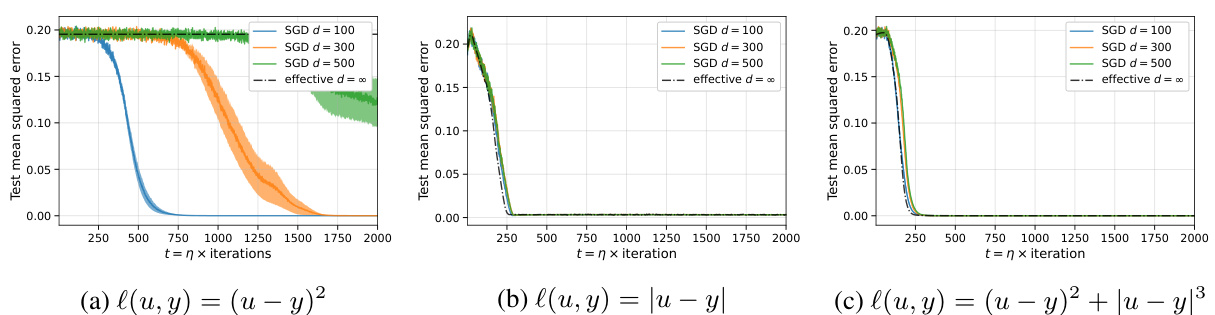 Test mean squared error
0.20
0.15
0.10
0.05
0.00
SGD d = 100
SGD d = 300
SGD d = 500
effective d = ∞
250 500 750 1000 1250 1500 1750 2000
t = η × iterations
(a) ℓ(u, y) = (u − y)²
Test mean squared error
0.20
0.15
0.10
0.05
0.00
SGD d = 100
SGD d = 300
SGD d = 500
effective d = ∞
250 500 750 1000 1250 1500 1750 2000
t = η × iteration
(b) ℓ(u, y) = |u − y|
Test mean squared error
0.20
0.15
0.10
0.05
0.00
SGD d = 100
SGD d = 300
SGD d = 500
effective d = ∞
250 500 750 1000 1250 1500 1750 2000
t = η × iteration
(c) ℓ(u, y) = (u − y)² + |u − y|³